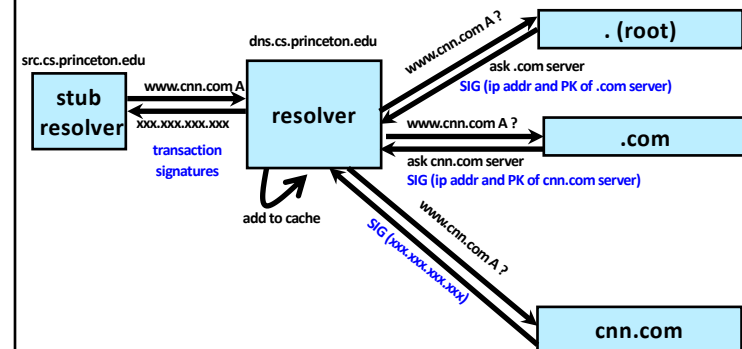 dns.cs.princeton.edu
www.cnn.com A ?
. (root)
src.cs.princeton.edu
ask .com server
SIG (ip addr and PK of .com server)
stub
resolver
www.cnn.com A
xxx.xxx.xxx.xxx
transaction
signatures
resolver
www.cnn.com A ?
.com
ask cnn.com server
SIG (ip addr and PK of cnn.com server)
add to cache
www.cnn.com A ?
SIG (xxx.xxx.xxx.xxx)
cnn.com